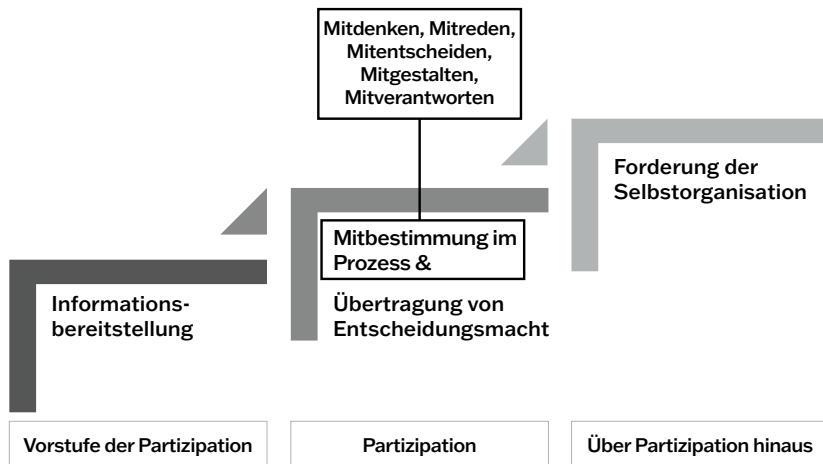 Mitdenken, Mitreden,
Mitentscheiden,
Mitgestalten,
Mitverantworten
Forderung der
Selbstorganisation
Mitbestimmung im
Prozess &
Übertragung von
Entscheidungsmacht
Informations-
bereitstellung
Vorstufe der Partizipation
Partizipation
Über Partizipation hinaus